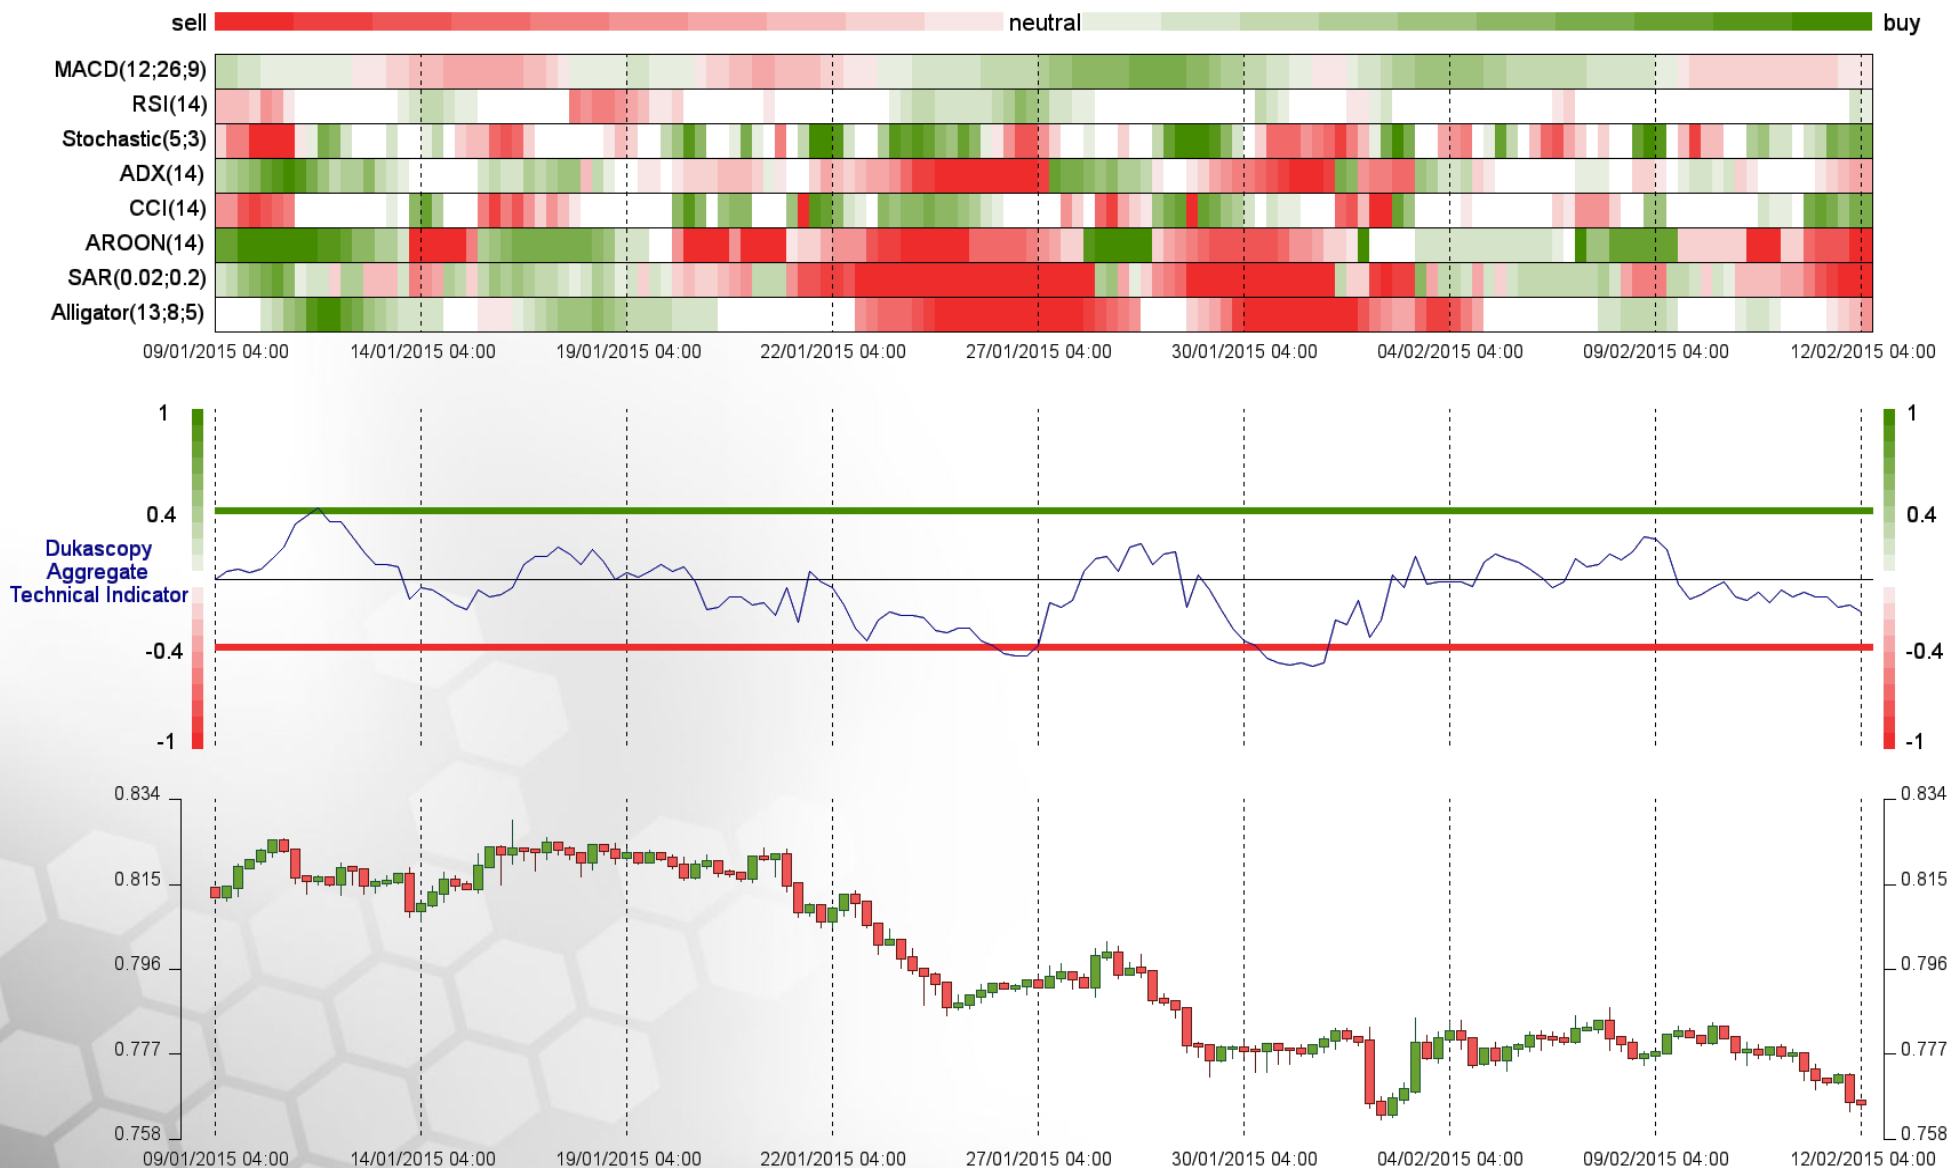 sell neutral buy
MACD(12;26;9)
RSI(14)
Stochastic(5;3)
ADX(14)
CCI(14)
AROON(14)
SAR(0.02;0.2)
Alligator(13;8;5)
09/01/2015 04:00 14/01/2015 04:00 19/01/2015 04:00 22/01/2015 04:00 27/01/2015 04:00 30/01/2015 04:00 04/02/2015 04:00 09/02/2015 04:00 12/02/2015 04:00
1 1
0.4 0.4
Dukascopy
Aggregate
Technical Indicator
-0.4 -0.4
-1 -1
0.834 0.834
0.815 0.815
0.796 0.796
0.777 0.777
0.758 0.758
09/01/2015 04:00 14/01/2015 04:00 19/01/2015 04:00 22/01/2015 04:00 27/01/2015 04:00 30/01/2015 04:00 04/02/2015 04:00 09/02/2015 04:00 12/02/2015 04:00